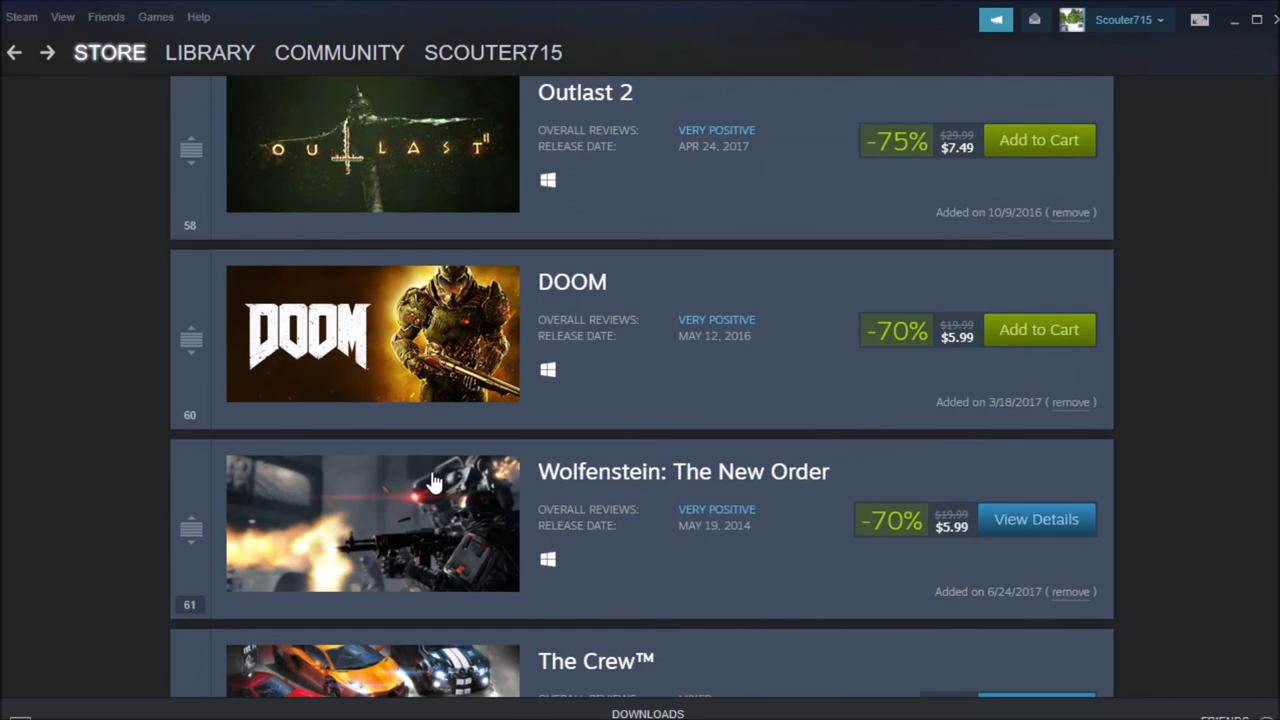 Steam View Friends Games Help
Scouter715
STORE LIBRARY COMMUNITY SCOUTER715
OUTLAST II
Outlast 2
OVERALL REVIEWS: VERY POSITIVE
RELEASE DATE: APR 24, 2017
-75% $29.99 $7.49 Add to Cart
58
Added on 10/9/2016 ( remove )
DOOM
DOOM
OVERALL REVIEWS: VERY POSITIVE
RELEASE DATE: MAY 12, 2016
-70% $19.99 $5.99 Add to Cart
60
Added on 3/18/2017 ( remove )
Wolfenstein: The New Order
OVERALL REVIEWS: VERY POSITIVE
RELEASE DATE: MAY 19, 2014
-70% $19.99 $5.99 View Details
61
Added on 6/24/2017 ( remove )
The Crew™
DOWNLOADS